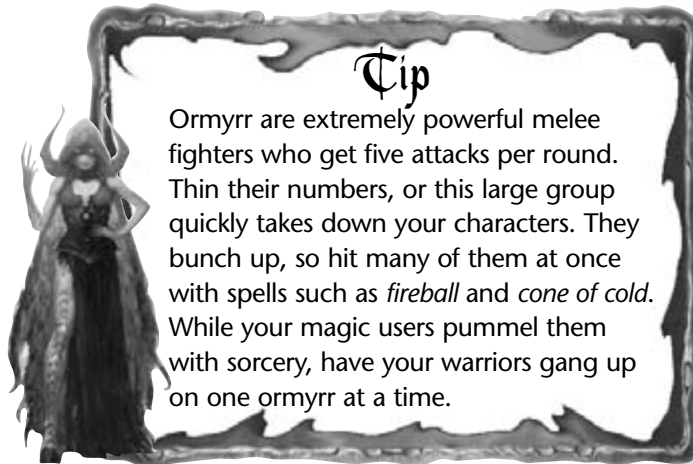 Tip
Ormyrr are extremely powerful melee
fighters who get five attacks per round.
Thin their numbers, or this large group
quickly takes down your characters. They
bunch up, so hit many of them at once
with spells such as fireball and cone of cold.
While your magic users pummel them
with sorcery, have your warriors gang up
on one ormyrr at a time.